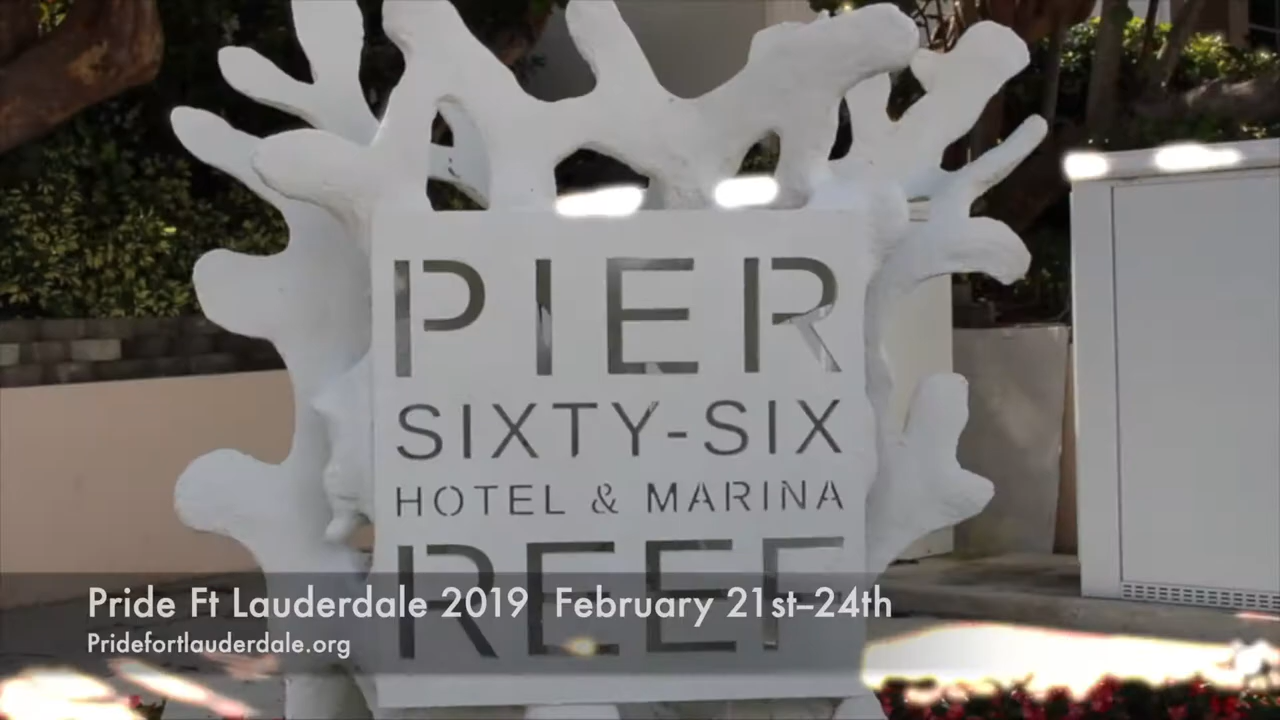 PIER
SIXTY-SIX
HOTEL & MARINA
REEF
Pride Ft Lauderdale 2019 February 21st–24th
Pridefortlauderdale.org